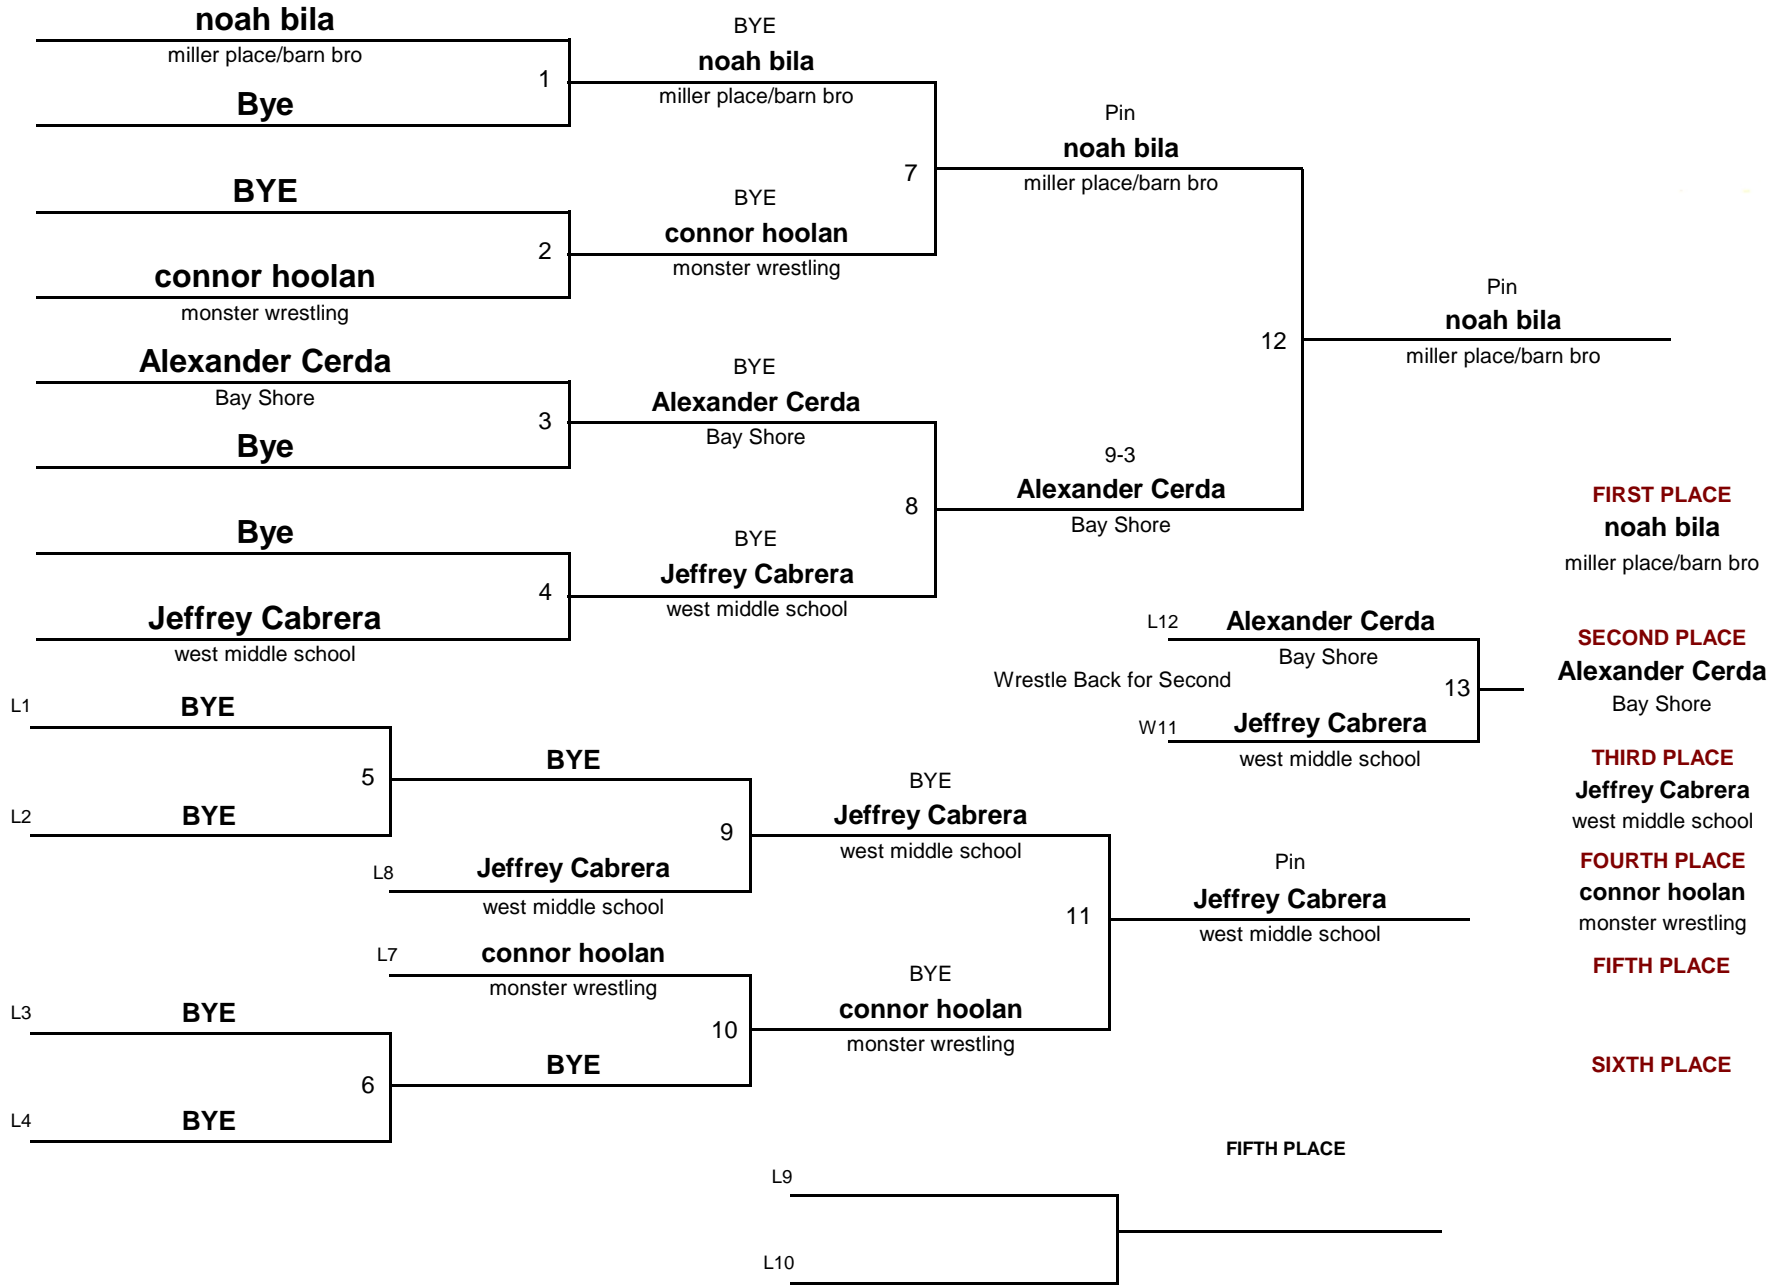 noah bila
miller place/barn bro
1
Bye
BYE
noah bila
miller place/barn bro
BYE
2
connor hoolan
monster wrestling
BYE
connor hoolan
monster wrestling
7
Pin
noah bila
miller place/barn bro
Alexander Cerda
Bay Shore
3
Bye
BYE
Alexander Cerda
Bay Shore
Bye
4
Jeffrey Cabrera
west middle school
BYE
Jeffrey Cabrera
west middle school
8
9-3
Alexander Cerda
Bay Shore
12
Pin
noah bila
miller place/barn bro
FIRST PLACE
noah bila
miller place/barn bro
L12
Alexander Cerda
Bay Shore
Wrestle Back for Second
13
W11
Jeffrey Cabrera
west middle school
SECOND PLACE
Alexander Cerda
Bay Shore
THIRD PLACE
Jeffrey Cabrera
west middle school
FOURTH PLACE
connor hoolan
monster wrestling
FIFTH PLACE
SIXTH PLACE
L1
BYE
5
L2
BYE
BYE
9
L8
Jeffrey Cabrera
west middle school
BYE
Jeffrey Cabrera
west middle school
L7
connor hoolan
monster wrestling
10
L3
BYE
6
L4
BYE
BYE
BYE
connor hoolan
monster wrestling
11
Pin
Jeffrey Cabrera
west middle school
FIFTH PLACE
L9
L10